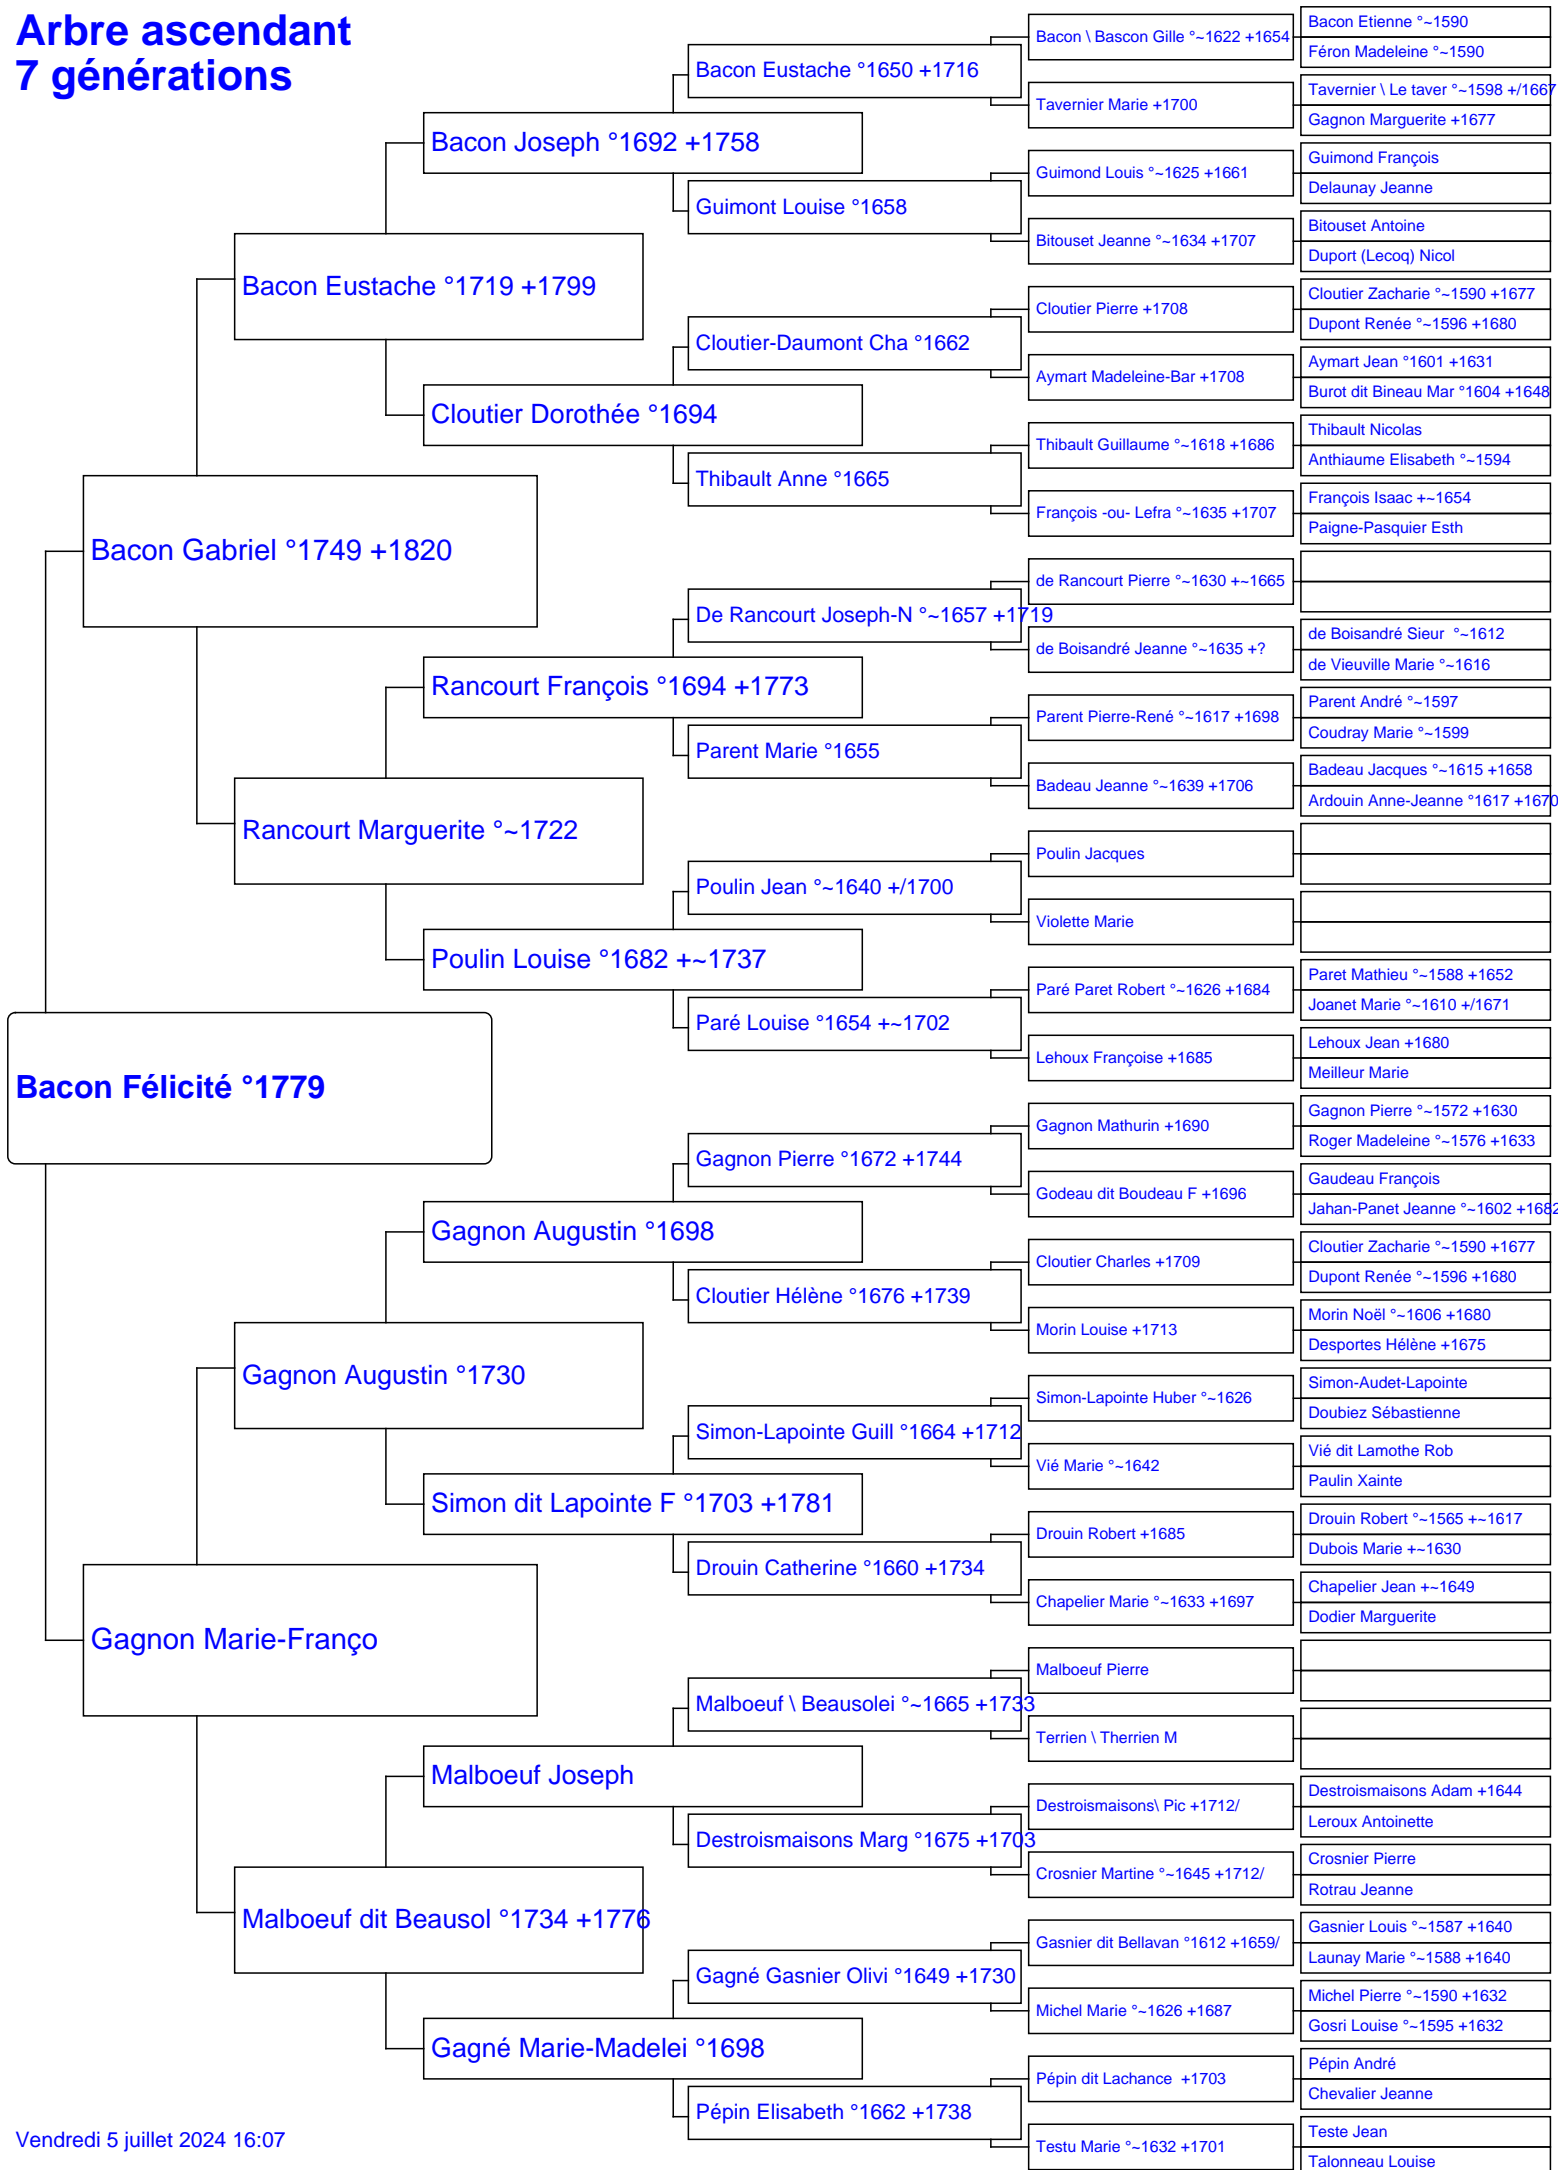 Arbre ascendant
7 générations
Bacon Félicité °1779
Bacon Gabriel °1749 +1820
Gagnon Marie-Franço
Bacon Eustache °1719 +1799
Rancourt Marguerite °~1722
Gagnon Augustin °1730
Malboeuf dit Beausol °1734 +1776
Bacon Joseph °1692 +1758
Cloutier Dorothée °1694
Rancourt François °1694 +1773
Poulin Louise °1682 +~1737
Gagnon Augustin °1698
Simon dit Lapointe F °1703 +1781
Malboeuf Joseph
Gagné Marie-Madelei °1698
Bacon Eustache °1650 +1716
Guimont Louise °1658
Cloutier-Daumont Cha °1662
Thibault Anne °1665
De Rancourt Joseph-N °~1657 +1719
Parent Marie °1655
Poulin Jean °~1640 +/1700
Paré Louise °1654 +~1702
Gagnon Pierre °1672 +1744
Cloutier Hélène °1676 +1739
Simon-Lapointe Guill °1664 +1712
Drouin Catherine °1660 +1734
Malboeuf \ Beausolei °~1665 +1733
Destroismaisons Marg °1675 +1703
Gagné Gasnier Olivi °1649 +1730
Pépin Elisabeth °1662 +1738
Bacon \ Bascon Gille °~1622 +1654
Tavernier Marie +1700
Guimond Louis °~1625 +1661
Bitouset Jeanne °~1634 +1707
Cloutier Pierre +1708
Aymart Madeleine-Bar +1708
Thibault Guillaume °~1618 +1686
François -ou- Lefra °~1635 +1707
de Rancourt Pierre °~1630 +~1665
de Boisandré Jeanne °~1635 +?
Parent Pierre-René °~1617 +1698
Badeau Jeanne °~1639 +1706
Poulin Jacques
Violette Marie
Paré Paret Robert °~1626 +1684
Lehoux Françoise +1685
Gagnon Mathurin +1690
Godeau dit Boudeau F +1696
Cloutier Charles +1709
Morin Louise +1713
Simon-Lapointe Huber °~1626
Vié Marie °~1642
Drouin Robert +1685
Chapelier Marie °~1633 +1697
Malboeuf Pierre
Terrien \ Therrien M
Destroismaisons\ Pic +1712/
Crosnier Martine °~1645 +1712/
Gasnier dit Bellavan °1612 +1659/
Michel Marie °~1626 +1687
Pépin dit Lachance  +1703
Testu Marie °~1632 +1701
Bacon Etienne °~1590
Féron Madeleine °~1590
Tavernier \ Le taver °~1598 +/1667
Gagnon Marguerite +1677
Guimond François
Delaunay Jeanne
Bitouset Antoine
Duport (Lecoq) Nicol
Cloutier Zacharie °~1590 +1677
Dupont Renée °~1596 +1680
Aymart Jean °1601 +1631
Burot dit Bineau Mar °1604 +1648
Thibault Nicolas
Anthiaume Elisabeth °~1594
François Isaac +~1654
Paigne-Pasquier Esth
de Boisandré Sieur  °~1612
de Vieuville Marie °~1616
Parent André °~1597
Coudray Marie °~1599
Badeau Jacques °~1615 +1658
Ardouin Anne-Jeanne °1617 +1670
Paret Mathieu °~1588 +1652
Joanet Marie °~1610 +/1671
Lehoux Jean +1680
Meilleur Marie
Gagnon Pierre °~1572 +1630
Roger Madeleine °~1576 +1633
Gaudeau François
Jahan-Panet Jeanne °~1602 +1682
Cloutier Zacharie °~1590 +1677
Dupont Renée °~1596 +1680
Morin Noël °~1606 +1680
Desportes Hélène +1675
Simon-Audet-Lapointe
Doubiez Sébastienne
Vié dit Lamothe Rob
Paulin Xainte
Drouin Robert °~1565 +~1617
Dubois Marie +~1630
Chapelier Jean +~1649
Dodier Marguerite
Destroismaisons Adam +1644
Leroux Antoinette
Crosnier Pierre
Rotrau Jeanne
Gasnier Louis °~1587 +1640
Launay Marie °~1588 +1640
Michel Pierre °~1590 +1632
Gosri Louise °~1595 +1632
Pépin André
Chevalier Jeanne
Teste Jean
Talonneau Louise
Vendredi 5 juillet 2024 16:07